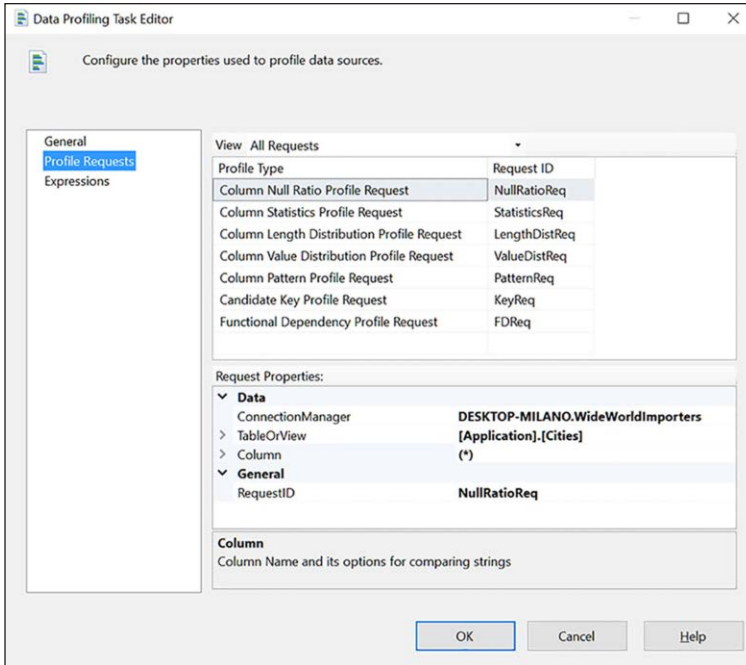 Data Profiling Task Editor
Configure the properties used to profile data sources.
General
Profile Requests
Expressions
View All Requests
Profile Type Request ID
Column Null Ratio Profile Request NullRatioReq
Column Statistics Profile Request StatisticsReq
Column Length Distribution Profile Request LengthDistReq
Column Value Distribution Profile Request ValueDistReq
Column Pattern Profile Request PatternReq
Candidate Key Profile Request KeyReq
Functional Dependency Profile Request FDReq
Request Properties:
Data
ConnectionManager DESKTOP-MILANO.WideWorldImporters
TableOrView [Application].[Cities]
Column (*)
General
RequestID NullRatioReq
Column
Column Name and its options for comparing strings
OK Cancel Help